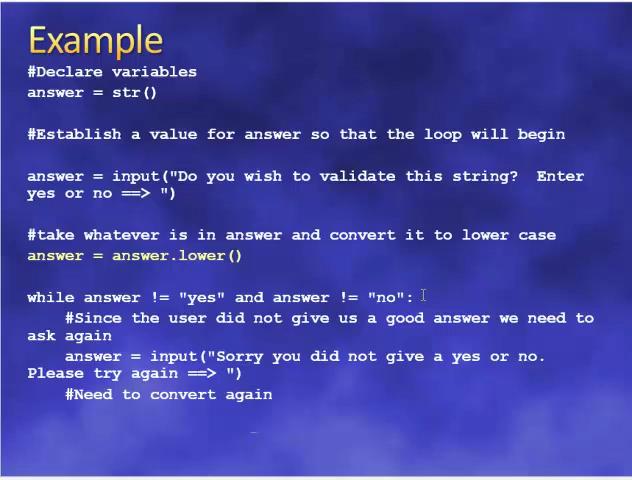 Example
#Declare variables
answer = str()
#Establish a value for answer so that the loop will begin
answer = input("Do you wish to validate this string?  Enter
yes or no ==> ")
#take whatever is in answer and convert it to lower case
answer = answer.lower()
while answer != "yes" and answer != "no":
    #Since the user did not give us a good answer we need to
ask again
    answer = input("Sorry you did not give a yes or no.
Please try again ==> ")
    #Need to convert again